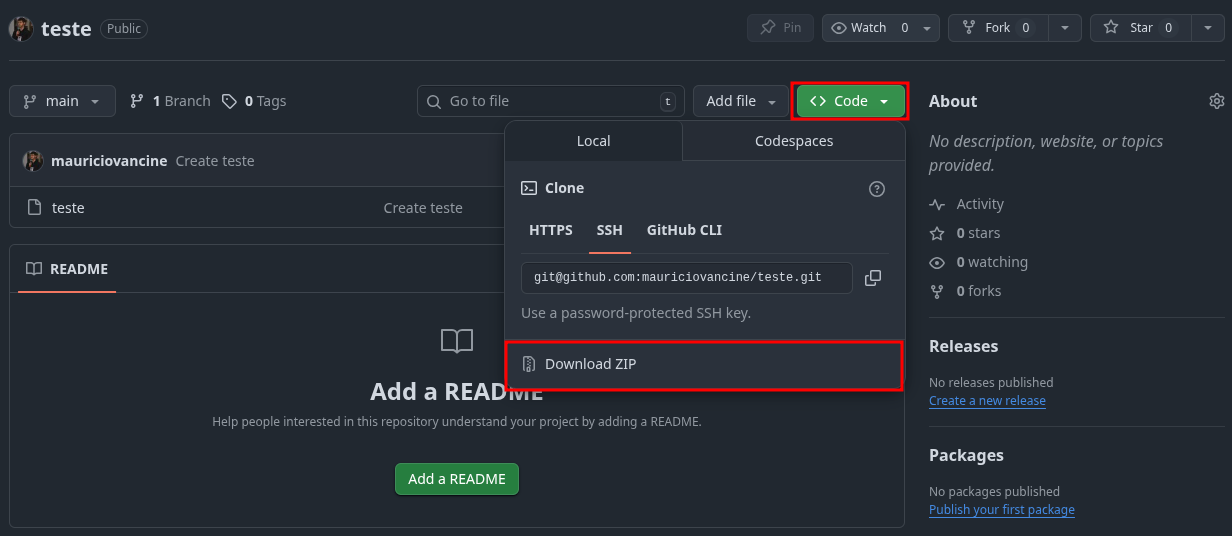 teste Public Pin Watch 0 Fork 0 Star 0
main 1 Branch 0 Tags Go to file t Add file <> Code
mauriciovancine Create teste
teste Create teste
README
Add a README
Help people interested in this repository understand your project by adding a README.
Add a README
Local Codespaces
Clone
HTTPS SSH GitHub CLI
git@github.com:mauriciovancine/teste.git
Use a password-protected SSH key.
Download ZIP
About
No description, website, or topics
provided.
Activity
0 stars
0 watching
0 forks
Releases
No releases published
Create a new release
Packages
No packages published
Publish your first package